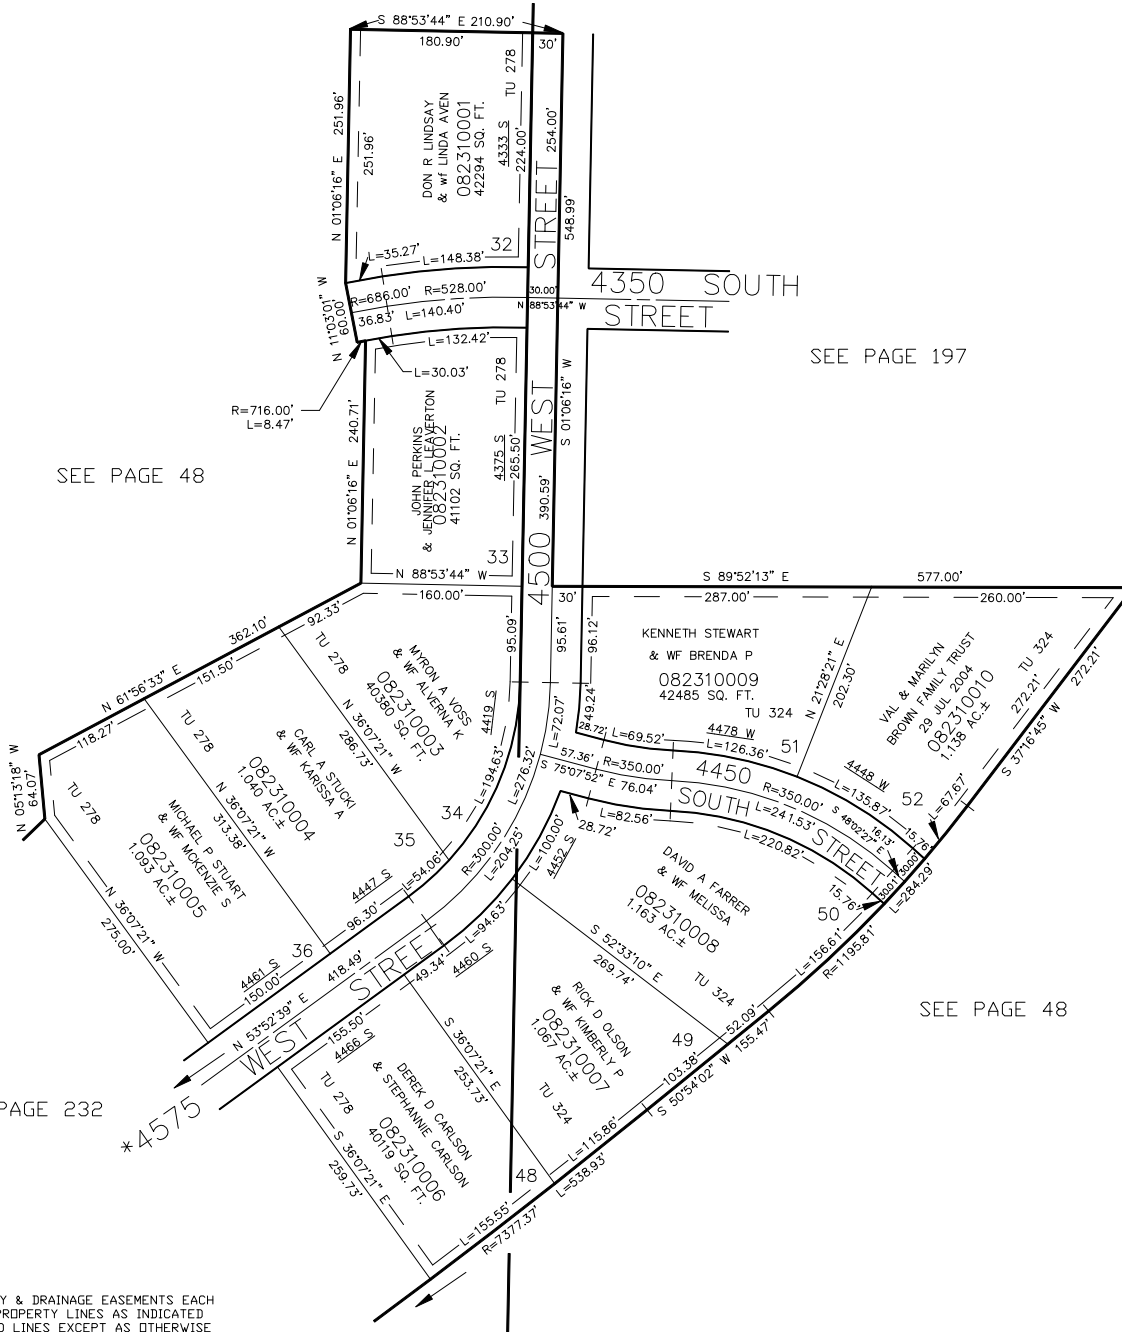 S 88°53'44" E 210.90'
180.90'
30'
N 01°06'16" E 251.96'
251.96'
DON R LINDSAY
& wf LINDA AVEN
082310001
42294 SQ. FT.
4333 S
TU 278
224.00'
254.00'
548.99'
32
L=35.27'
L=148.38'
R=686.00'
R=528.00'
36.83'
L=140.40'
N 11°03'01" W
60.00'
30.00'
N 88°53'44" W
4350 SOUTH
STREET
SEE PAGE 197
L=132.42'
L=30.03'
R=716.00'
L=8.47'
SEE PAGE 48
N 01°06'16" E 240.71'
JOHN PERKINS
& JENNIFER L LEAVERTON
082310002
41102 SQ. FT.
4375 S
TU 278
265.50'
33
N 88°53'44" W
160.00'
4500 WEST STREET
390.59'
S 01°06'16" W
S 89°52'13" E 577.00'
30'
287.00'
260.00'
95.09'
95.61'
96.12'
KENNETH STEWART
& WF BRENDA P
082310009
42485 SQ. FT.
TU 324
4478 W
51
N 21°28'21" E
202.30'
VAL & MARILYN
BROWN FAMILY TRUST
29 JUL 2004
082310010
1.138 AC.±
TU 324
4448 W
52
272.21'
272.21'
S 37°16'45" W
L=67.67'
362.10'
92.33'
N 61°56'33" E
151.50'
118.27'
N 05°13'18" W
64.07'
TU 278
MYRON A VOSS
& WF ALVERNA K
082310003
40380 SQ. FT.
4419 S
34
L=194.63'
N 36°07'21" W
286.73'
TU 278
CARL A STUCKI
& WF KARISSA A
082310004
1.040 AC.±
35
L=54.06'
4447 S
96.30'
N 36°07'21" W
313.38'
TU 278
MICHAEL P STUART
& WF MCKENZIE S
082310005
1.093 AC.±
36
4461 S
150.00'
N 36°07'21" W
275.00'
49.24'
L=72.07'
L=276.32'
R=300.00'
L=204.25'
28.72'
L=69.52'
L=126.36'
L=135.87'
15.76'
57.36'
R=350.00'
S 75°07'52" E 76.04'
4450 SOUTH STREET
R=350.00'
L=241.53'
S 48°02'27" E
16.13'
30.01'
30.00'
L=284.29'
L=82.56'
L=220.82'
15.76'
28.72'
L=100.00'
4452 S
DAVID A FARRER
& WF MELISSA
082310008
1.163 AC.±
50
TU 324
L=156.61'
R=1195.81'
S 52°33'10" E
269.74'
L=94.63'
4460 S
49.34'
RICK D OLSON
& WF KIMBERLY P
082310007
1.067 AC.±
TU 324
49
52.09'
103.38'
S 50°54'02" W 155.47'
SEE PAGE 48
N 53°52'39" E 418.49'
*4575 WEST STREET
155.50'
4466 S
S 36°07'21" E
253.73'
TU 278
DEREK D CARLSON
& STEPHANNIE CARLSON
082310006
40119 SQ. FT.
48
S 36°07'21" E
259.73'
L=115.86'
L=538.93'
L=155.55'
R=7377.37'
PAGE 232
Y & DRAINAGE EASEMENTS EACH
PROPERTY LINES AS INDICATED
D LINES EXCEPT AS OTHERWISE